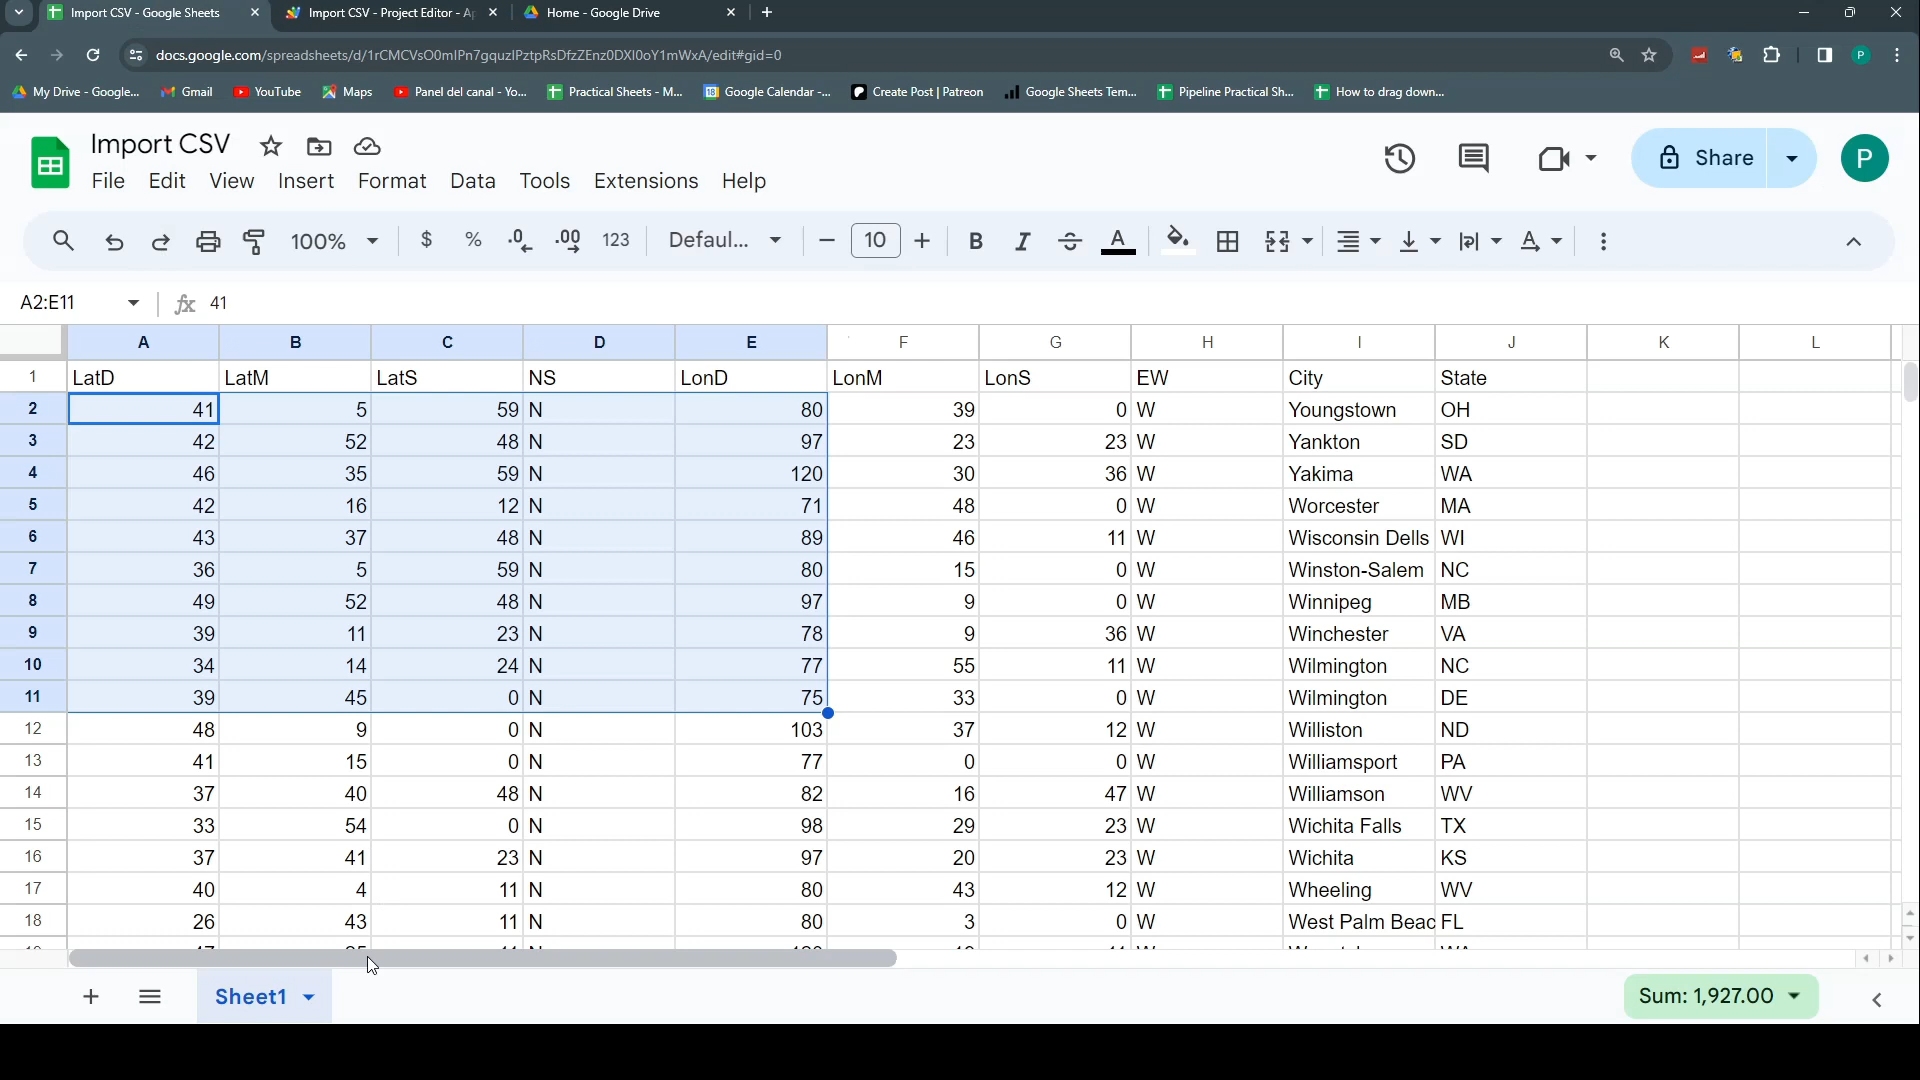 Import CSV - Google Sheets Import CSV - Project Editor - Ap Home - Google Drive
docs.google.com/spreadsheets/d/1rCMCVsO0mIPn7gquzIPztpRsDfzZEnz0DXI0oY1mWxA/edit#gid=0 P
My Drive - Google... Gmail YouTube Maps Panel del canal - Yo... Practical Sheets - M... Google Calendar -... Create Post | Patreon Google Sheets Tem... Pipeline Practical Sh... How to drag down...
Import CSV Share P
File Edit View Insert Format Data Tools Extensions Help
100% $ % .0 .00 123 Defaul... 10 B I A A
A2:E11 fx 41
A B C D E F G H I J K L
1 LatD LatM LatS NS LonD LonM LonS EW City State
2 41 5 59 N 80 39 0 W Youngstown OH
3 42 52 48 N 97 23 23 W Yankton SD
4 46 35 59 N 120 30 36 W Yakima WA
5 42 16 12 N 71 48 0 W Worcester MA
6 43 37 48 N 89 46 11 W Wisconsin Dells WI
7 36 5 59 N 80 15 0 W Winston-Salem NC
8 49 52 48 N 97 9 0 W Winnipeg MB
9 39 11 23 N 78 9 36 W Winchester VA
10 34 14 24 N 77 55 11 W Wilmington NC
11 39 45 0 N 75 33 0 W Wilmington DE
12 48 9 0 N 103 37 12 W Williston ND
13 41 15 0 N 77 0 0 W Williamsport PA
14 37 40 48 N 82 16 47 W Williamson WV
15 33 54 0 N 98 29 23 W Wichita Falls TX
16 37 41 23 N 97 20 23 W Wichita KS
17 40 4 11 N 80 43 12 W Wheeling WV
18 26 43 11 N 80 3 0 W West Palm Beac FL
Sheet1 Sum: 1,927.00